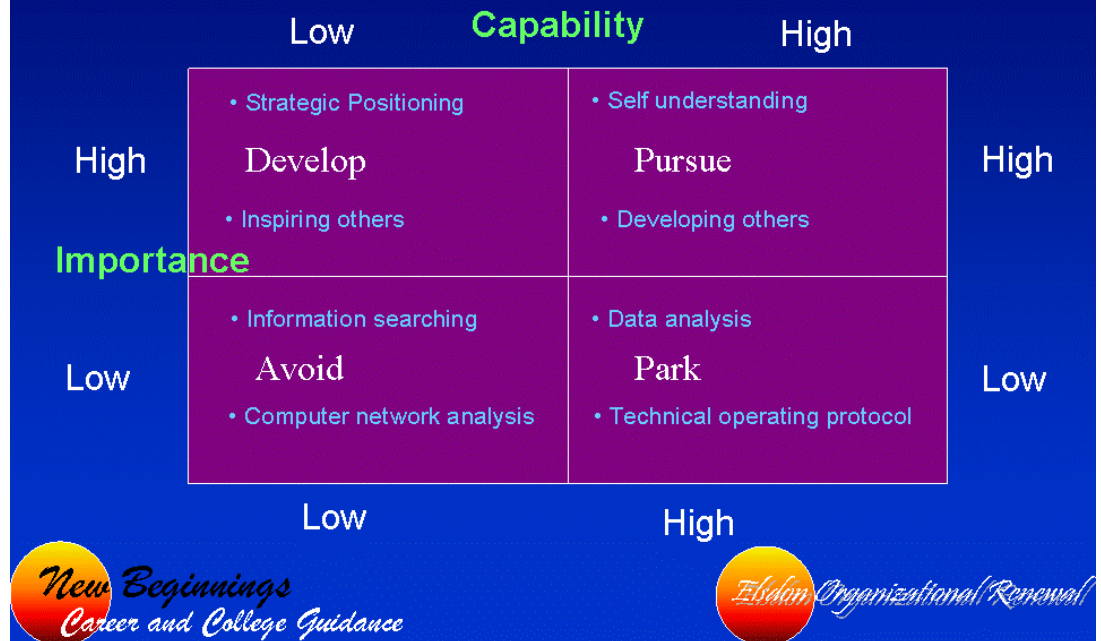 Low Capability High
• Strategic Positioning
• Self understanding
High Develop Pursue High
• Inspiring others
• Developing others
Importance
• Information searching
• Data analysis
Low Avoid Park Low
• Computer network analysis
• Technical operating protocol
Low High
New Beginnings
Career and College Guidance
Elsdon Organizational Renewal